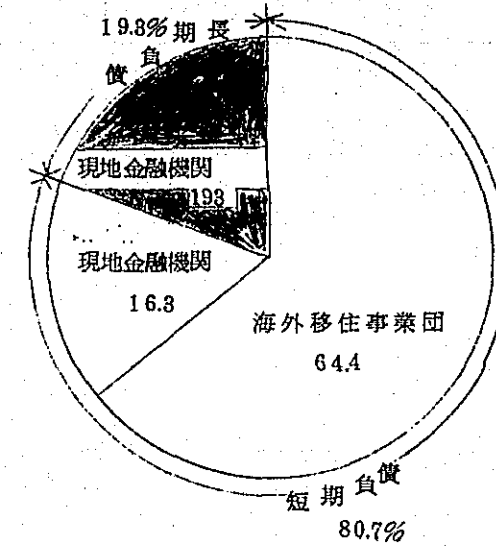 19.3%
長期負債
現地金融機関
193
現地金融機関
16.3
海外移住事業団
64.4
短期負債
80.7%